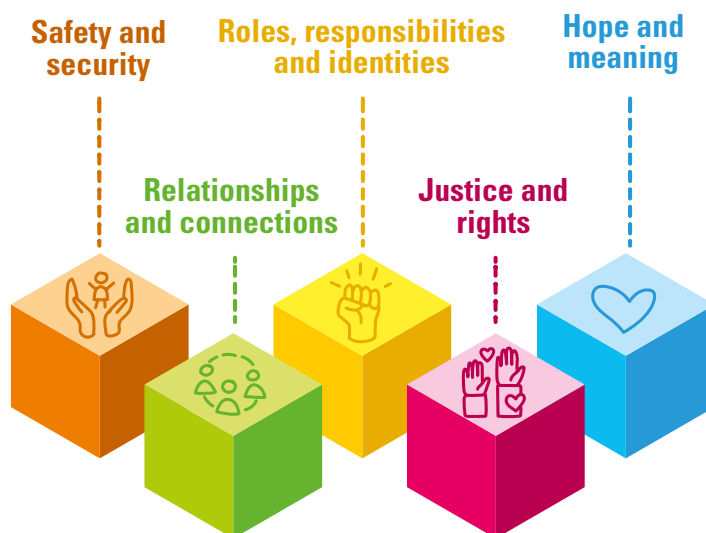 Safety and
security
Roles, responsibilities
and identities
Hope and
meaning
Relationships
and connections
Justice and
rights